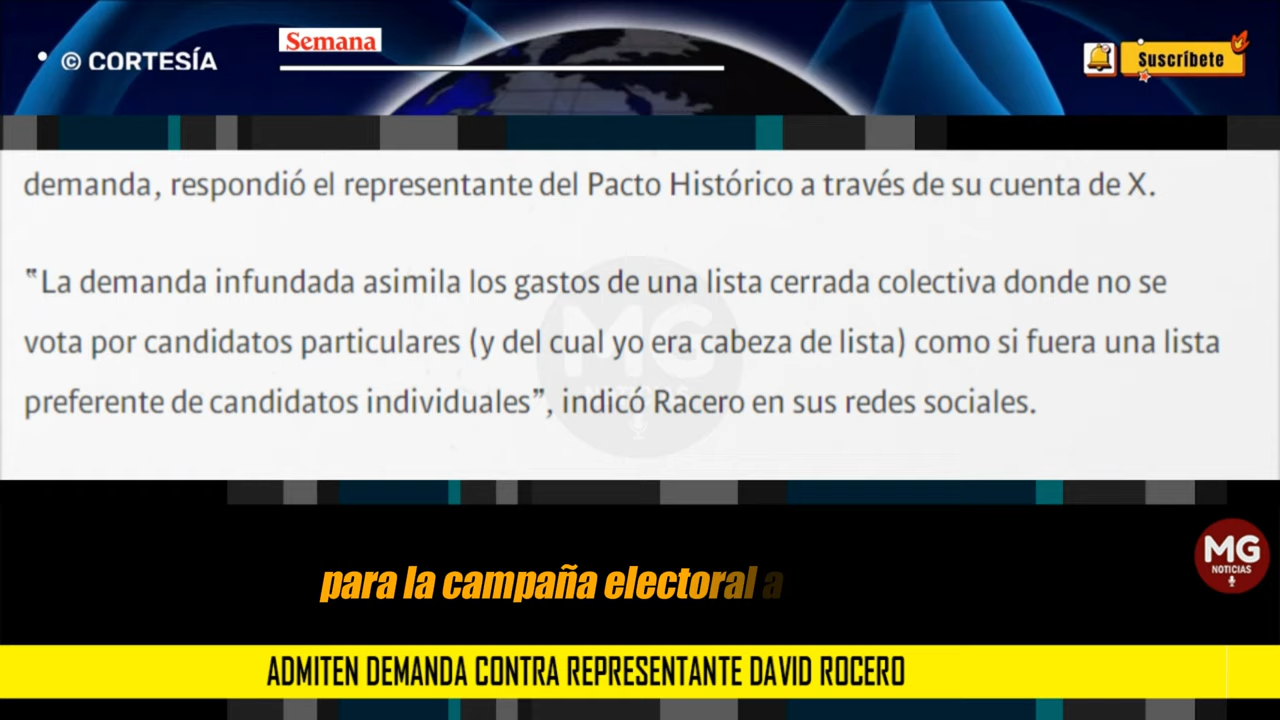 © CORTESÍA
Semana
Suscríbete
demanda, respondió el representante del Pacto Histórico a través de su cuenta de X.
“La demanda infundada asimila los gastos de una lista cerrada colectiva donde no se
vota por candidatos particulares (y del cual yo era cabeza de lista) como si fuera una lista
preferente de candidatos individuales”, indicó Racero en sus redes sociales.
MG
NOTICIAS
para la campaña electoral a
MG
NOTICIAS
ADMITEN DEMANDA CONTRA REPRESENTANTE DAVID ROCERO